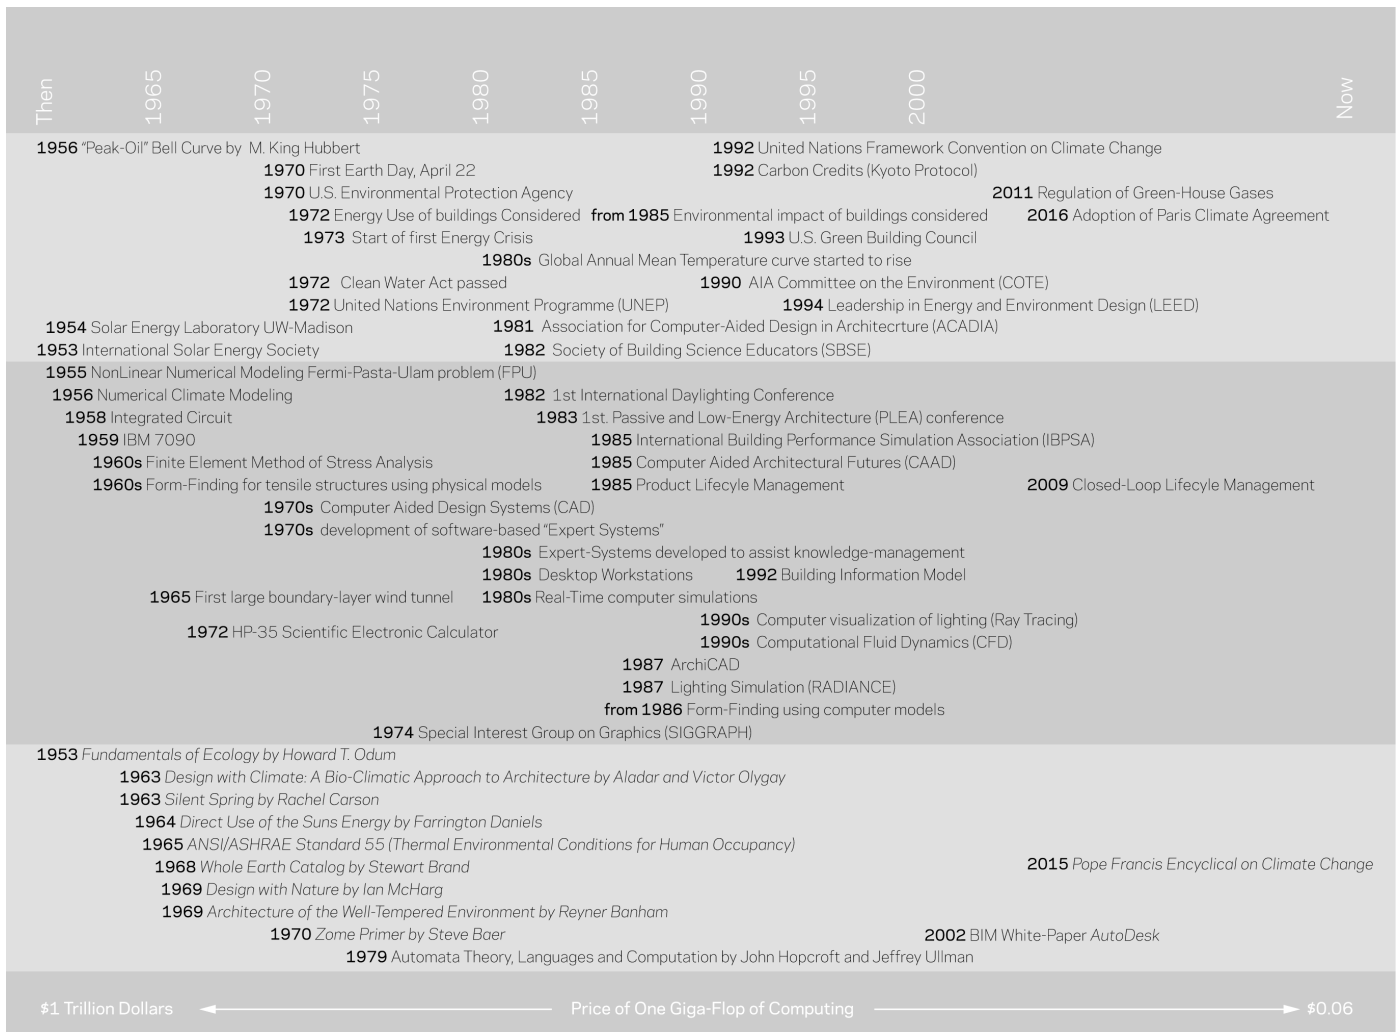 Then
1965
1970
1975
1980
1985
1990
1995
2000
Now
1956 “Peak-Oil” Bell Curve by M. King Hubbert
1992 United Nations Framework Convention on Climate Change
1970 First Earth Day, April 22
1992 Carbon Credits (Kyoto Protocol)
1970 U.S. Environmental Protection Agency
2011 Regulation of Green-House Gases
1972 Energy Use of buildings Considered
from 1985 Environmental impact of buildings considered
2016 Adoption of Paris Climate Agreement
1973 Start of first Energy Crisis
1993 U.S. Green Building Council
1980s Global Annual Mean Temperature curve started to rise
1972 Clean Water Act passed
1990 AIA Committee on the Environment (COTE)
1972 United Nations Environment Programme (UNEP)
1994 Leadership in Energy and Environment Design (LEED)
1954 Solar Energy Laboratory UW-Madison
1981 Association for Computer-Aided Design in Architecrture (ACADIA)
1953 International Solar Energy Society
1982 Society of Building Science Educators (SBSE)
1955 NonLinear Numerical Modeling Fermi-Pasta-Ulam problem (FPU)
1956 Numerical Climate Modeling
1982 1st International Daylighting Conference
1958 Integrated Circuit
1983 1st. Passive and Low-Energy Architecture (PLEA) conference
1959 IBM 7090
1985 International Building Performance Simulation Association (IBPSA)
1960s Finite Element Method of Stress Analysis
1985 Computer Aided Architectural Futures (CAAD)
1960s Form-Finding for tensile structures using physical models
1985 Product Lifecyle Management
2009 Closed-Loop Lifecyle Management
1970s Computer Aided Design Systems (CAD)
1970s development of software-based “Expert Systems”
1980s Expert-Systems developed to assist knowledge-management
1980s Desktop Workstations
1992 Building Information Model
1965 First large boundary-layer wind tunnel
1980s Real-Time computer simulations
1990s Computer visualization of lighting (Ray Tracing)
1972 HP-35 Scientific Electronic Calculator
1990s Computational Fluid Dynamics (CFD)
1987 ArchiCAD
1987 Lighting Simulation (RADIANCE)
from 1986 Form-Finding using computer models
1974 Special Interest Group on Graphics (SIGGRAPH)
1953 Fundamentals of Ecology by Howard T. Odum
1963 Design with Climate: A Bio-Climatic Approach to Architecture by Aladar and Victor Olygay
1963 Silent Spring by Rachel Carson
1964 Direct Use of the Suns Energy by Farrington Daniels
1965 ANSI/ASHRAE Standard 55 (Thermal Environmental Conditions for Human Occupancy)
1968 Whole Earth Catalog by Stewart Brand
2015 Pope Francis Encyclical on Climate Change
1969 Design with Nature by Ian McHarg
1969 Architecture of the Well-Tempered Environment by Reyner Banham
1970 Zome Primer by Steve Baer
2002 BIM White-Paper AutoDesk
1979 Automata Theory, Languages and Computation by John Hopcroft and Jeffrey Ullman
$1 Trillion Dollars
Price of One Giga-Flop of Computing
$0.06